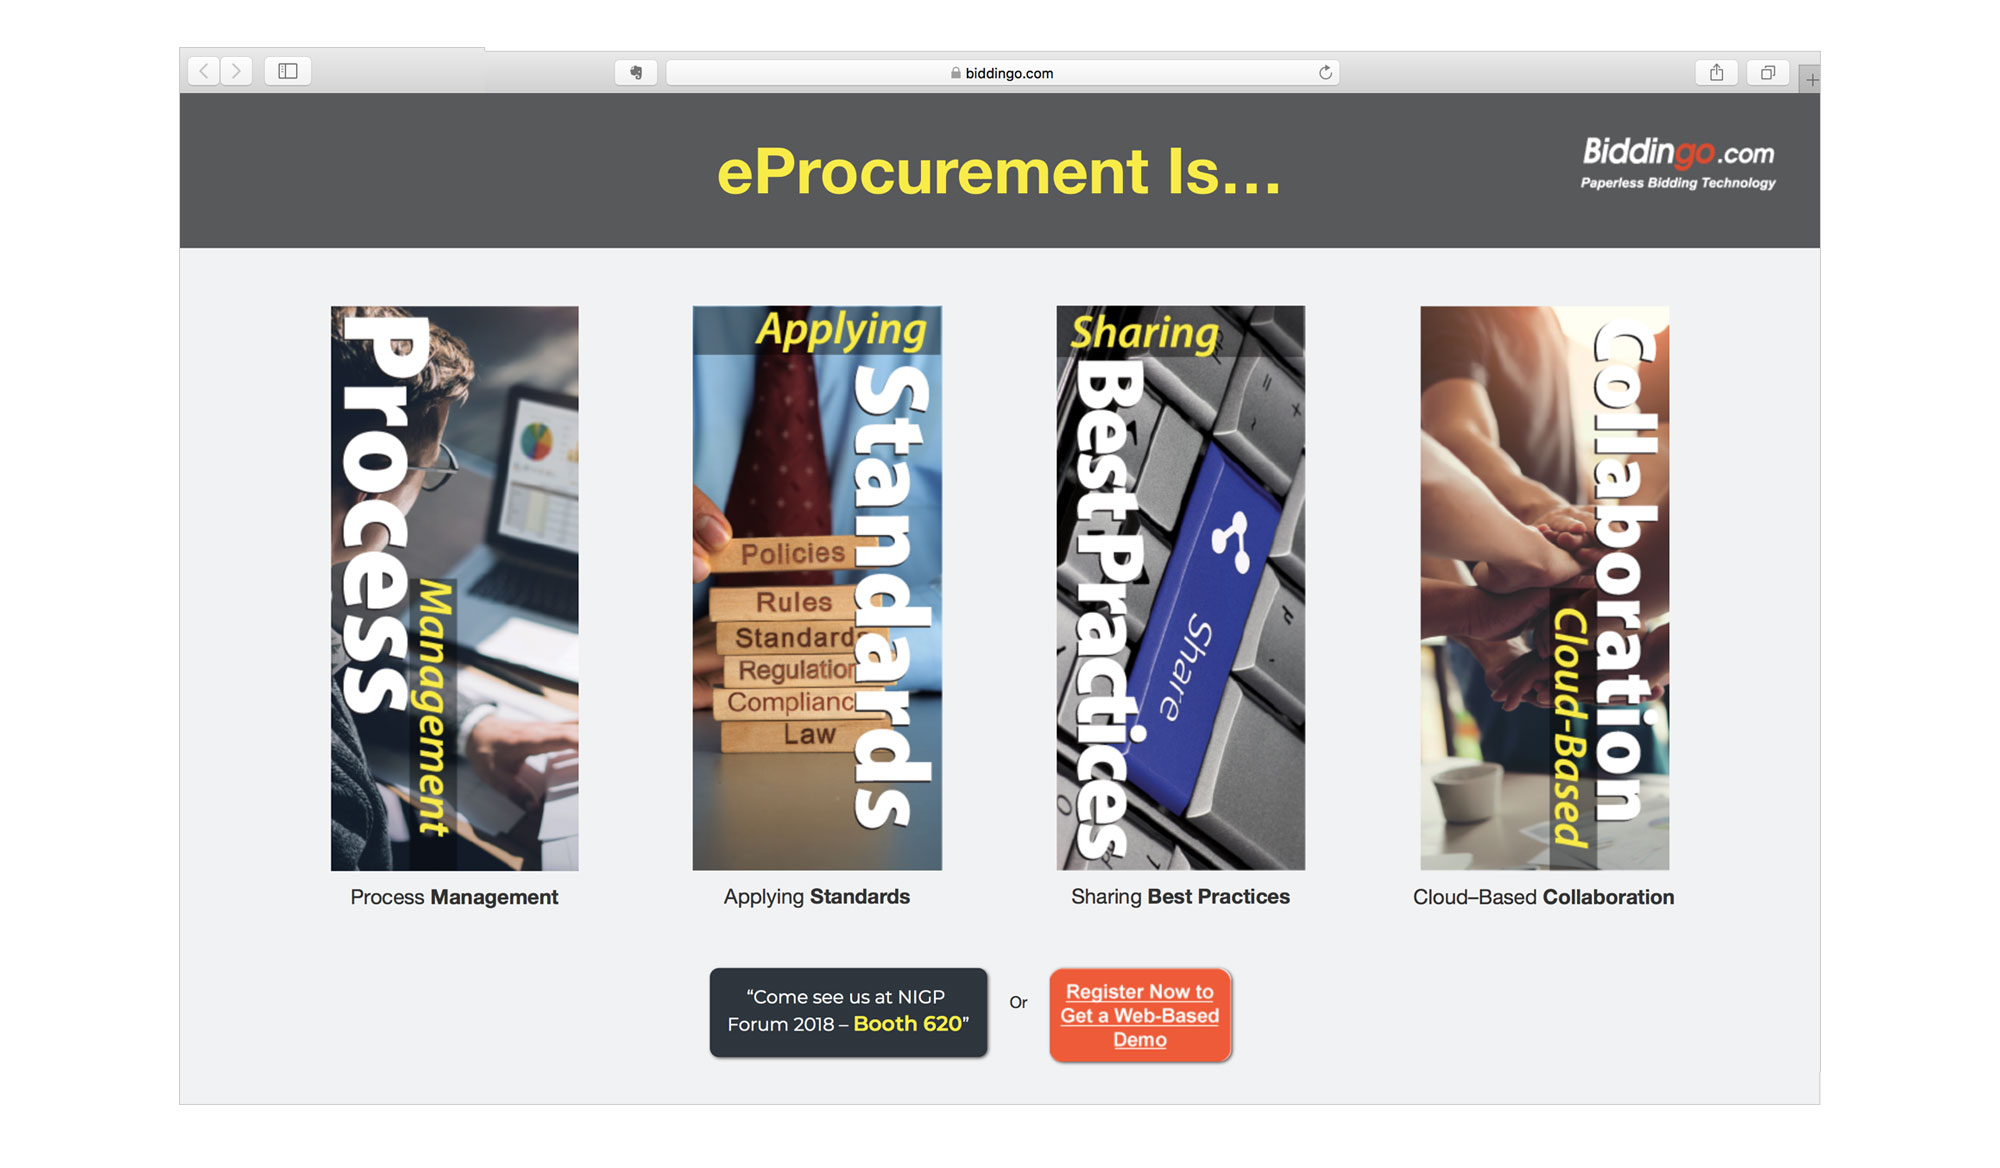 biddingo.com
eProcurement Is...
Biddingo.com
Paperless Bidding Technology
Process
Management
Applying
Standards
Policies
Rules
Standards
Regulation
Complianc
Law
Sharing
Best Practices
Share
Collaboration
Cloud-Based
Process Management
Applying Standards
Sharing Best Practices
Cloud–Based Collaboration
“Come see us at NIGP
Forum 2018 – Booth 620”
Or
Register Now to
Get a Web-Based
Demo